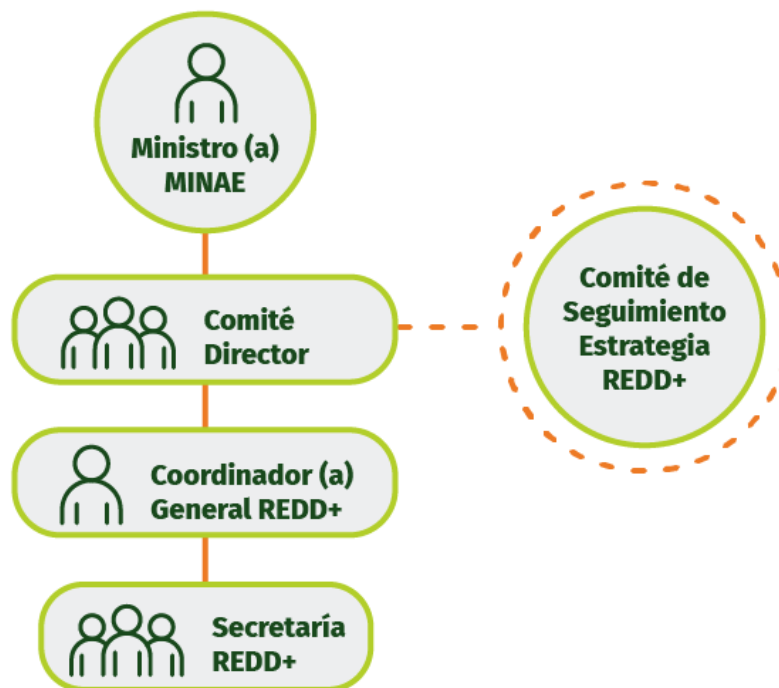 Ministro (a)
MINAE
Comité
Director
Comité de
Seguimiento
Estrategia
REDD+
Coordinador (a)
General REDD+
Secretaría
REDD+